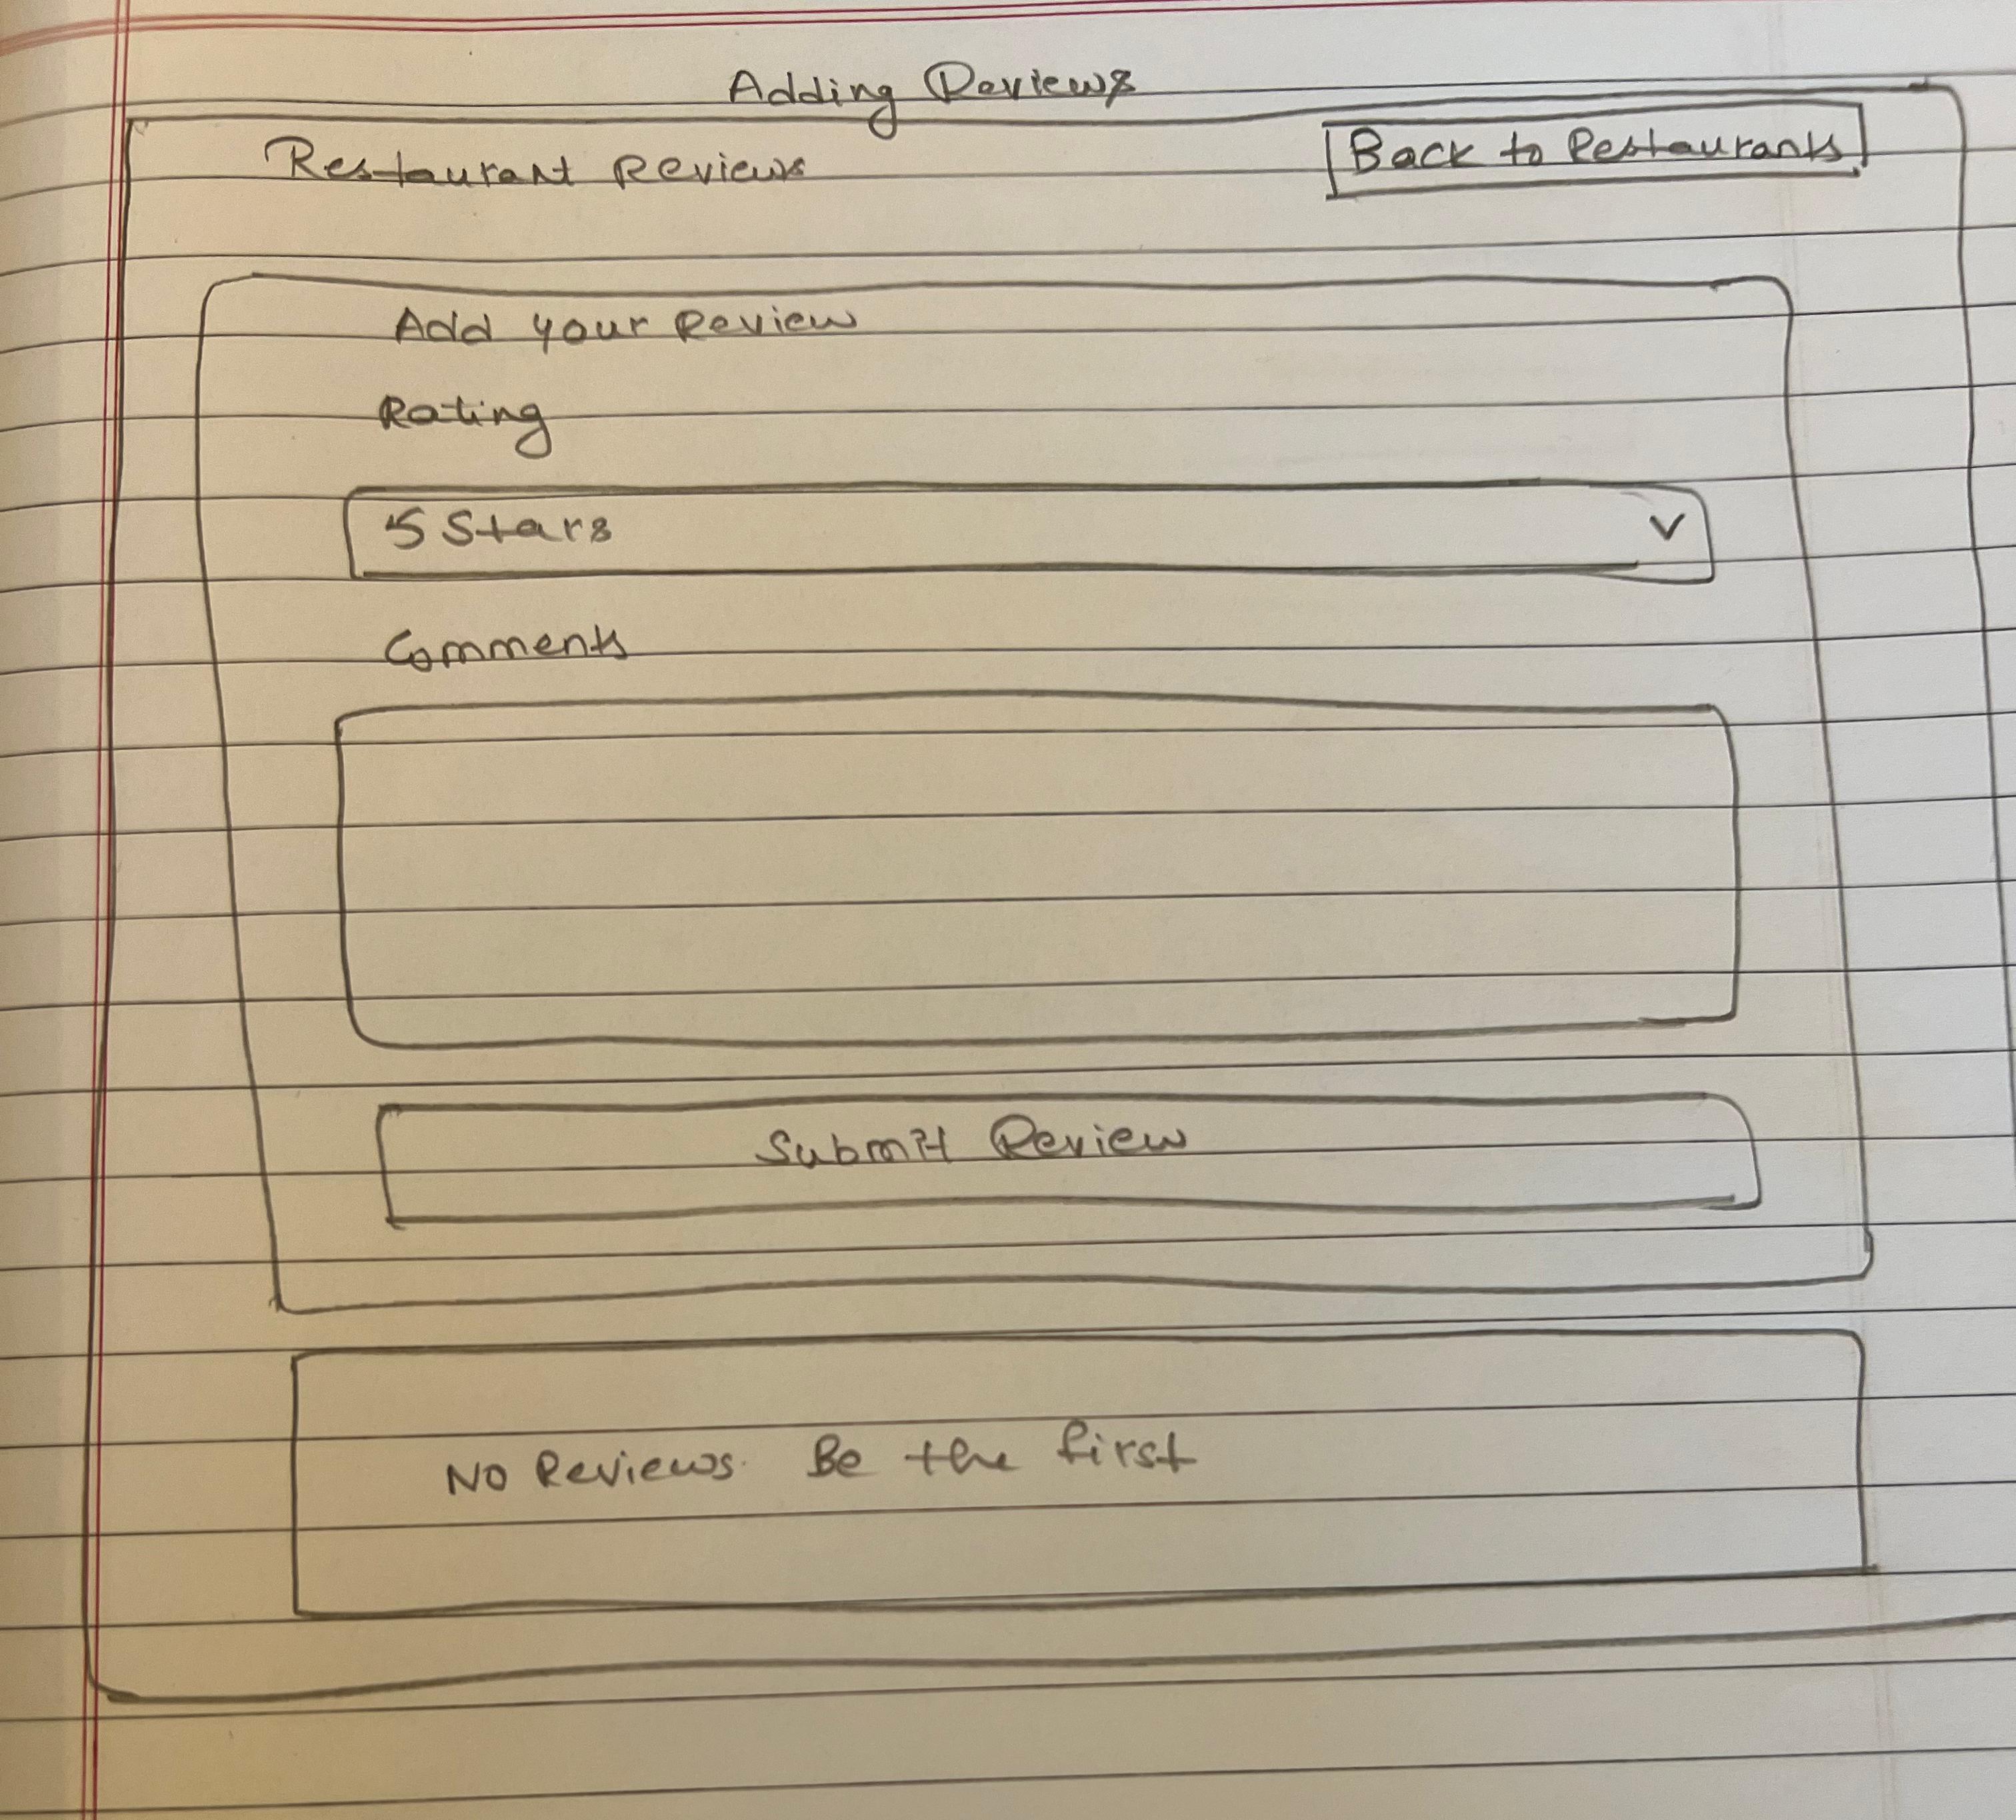 Adding Reviews
Restaurant Reviews
Back to Restaurants
Add your Review
Rating
5 Stars
Comments
Submit Review
No Reviews. Be the first